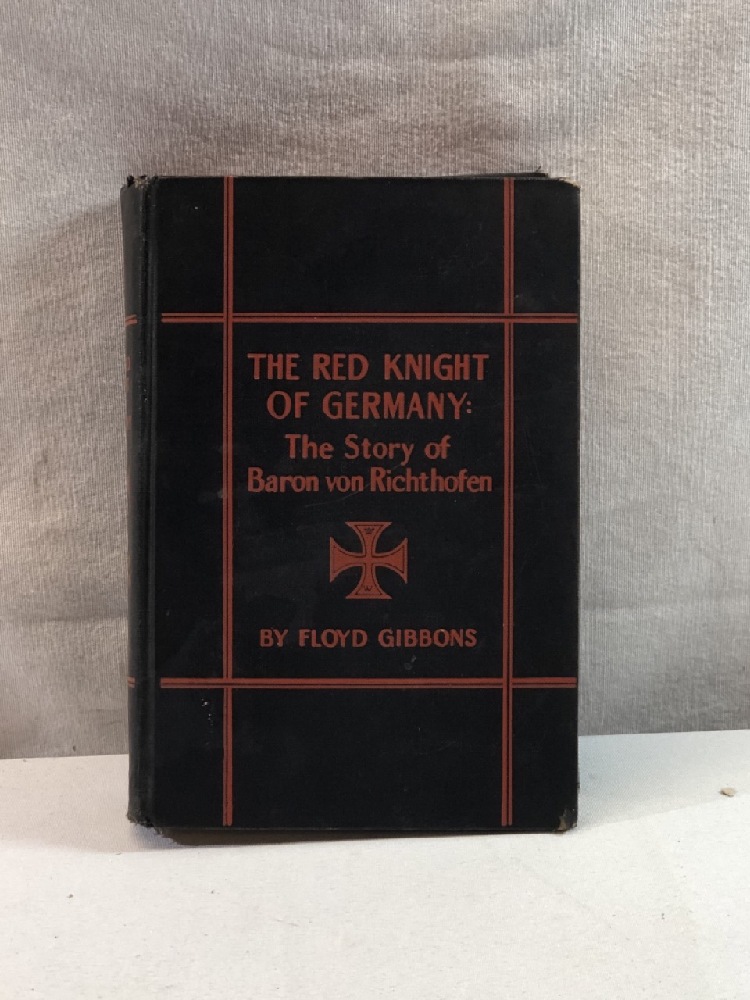 THE RED KNIGHT
OF GERMANY:
The Story of
Baron von Richthofen
BY FLOYD GIBBONS